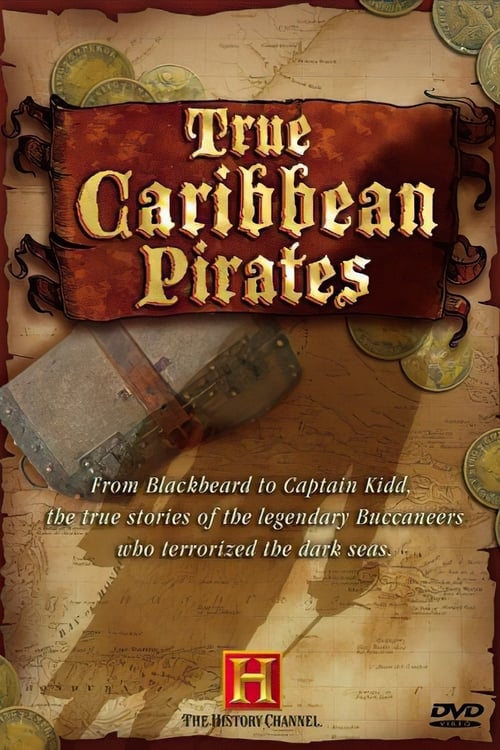 True
Caribbean
Pirates
From Blackbeard to Captain Kidd,
the true stories of the legendary Buccaneers
who terrorized the dark seas.
H
THE HISTORY CHANNEL.
DVD
VIDEO